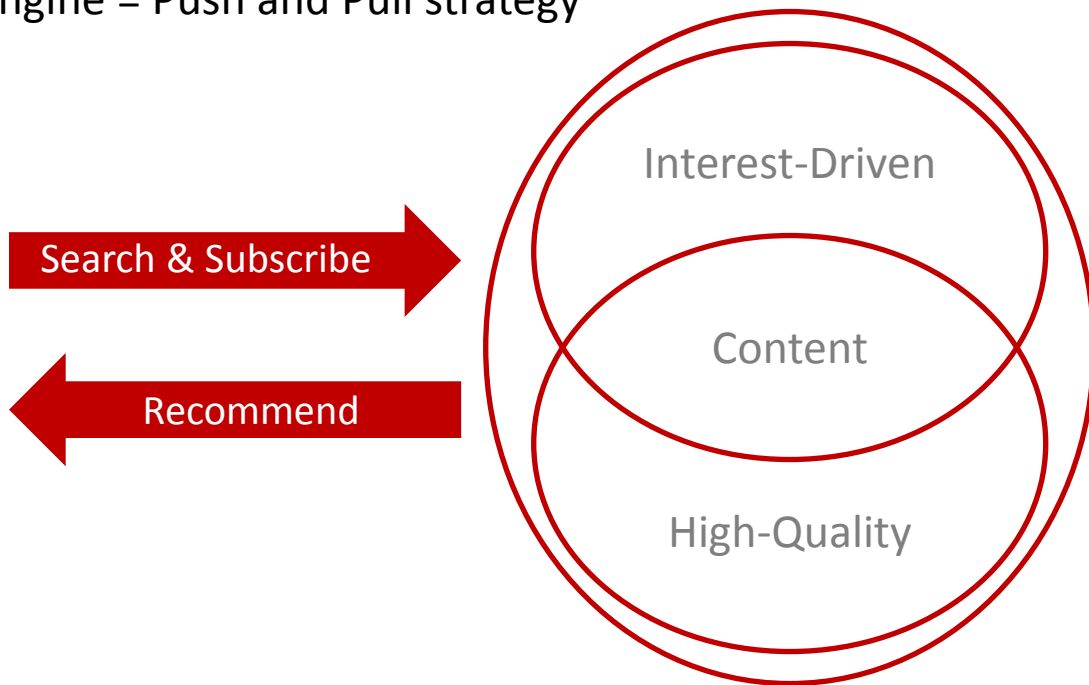 ngine = Push and Pull strategy
Interest-Driven
Search & Subscribe
Content
Recommend
High-Quality